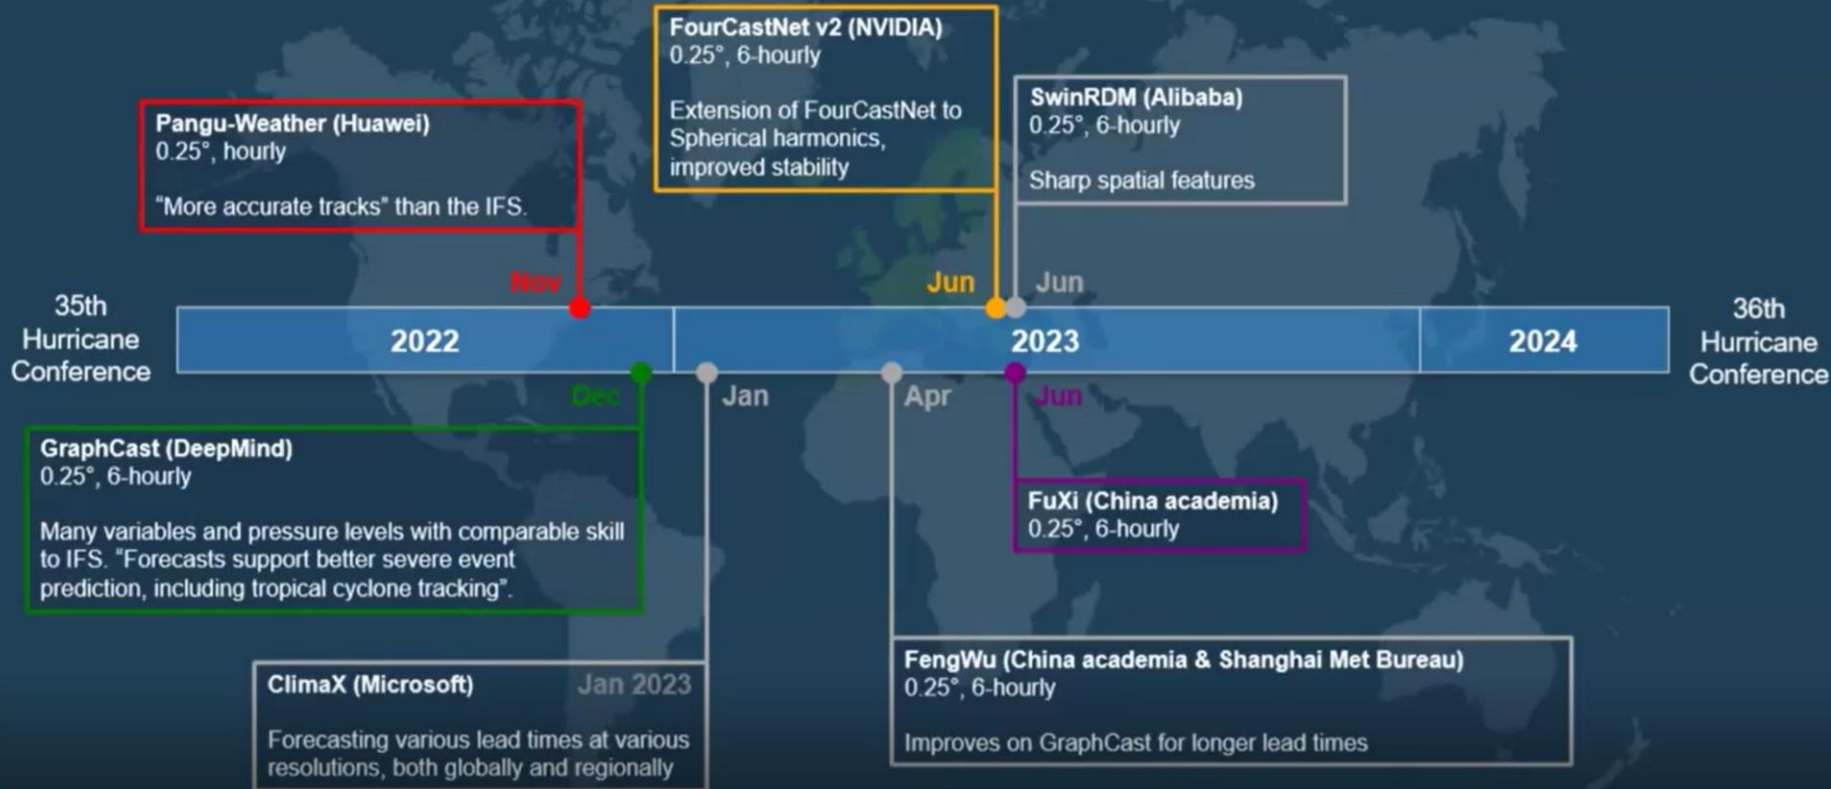 FourCastNet v2 (NVIDIA)
0.25°, 6-hourly
Extension of FourCastNet to
Spherical harmonics,
improved stability
SwinRDM (Alibaba)
0.25°, 6-hourly
Sharp spatial features
Pangu-Weather (Huawei)
0.25°, hourly
“More accurate tracks” than the IFS.
Nov
Jun
Jun
35th
Hurricane
Conference
2022
2023
2024
36th
Hurricane
Conference
Dec
Jan
Apr
Jun
GraphCast (DeepMind)
0.25°, 6-hourly
Many variables and pressure levels with comparable skill
to IFS. “Forecasts support better severe event
prediction, including tropical cyclone tracking”.
FuXi (China academia)
0.25°, 6-hourly
ClimaX (Microsoft) Jan 2023
Forecasting various lead times at various
resolutions, both globally and regionally
FengWu (China academia & Shanghai Met Bureau)
0.25°, 6-hourly
Improves on GraphCast for longer lead times